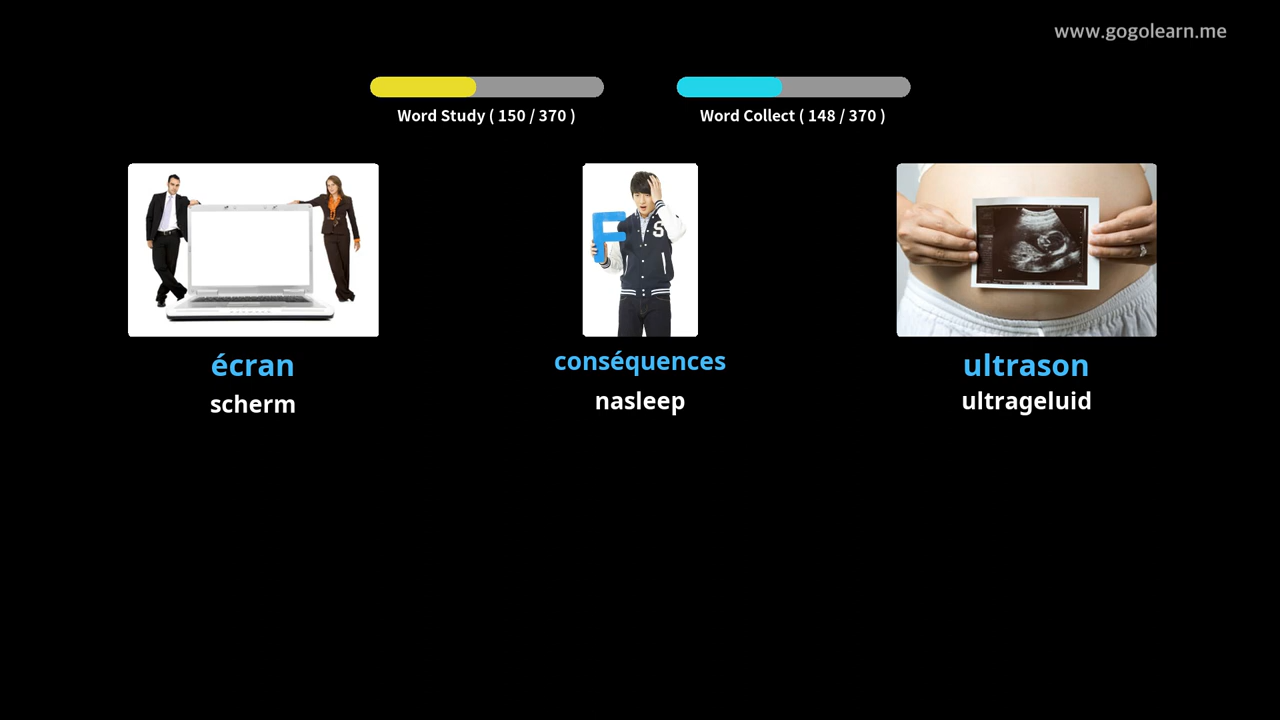 www.gogolearn.me
Word Study ( 150 / 370 )
Word Collect ( 148 / 370 )
F
S
écran
conséquences
ultrason
scherm
nasleep
ultrageluid